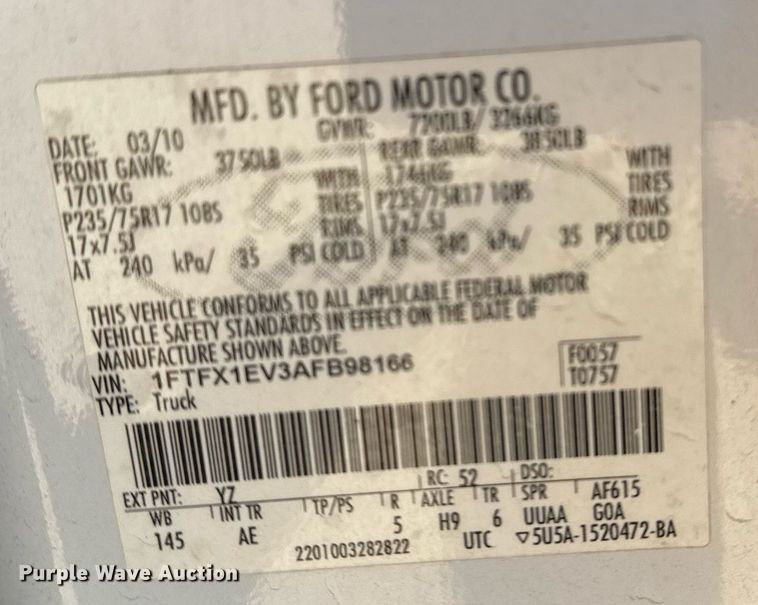 MFD. BY FORD MOTOR CO.
DATE: 03/10 GVWR: 7200LB/ 3266KG
FRONT GAWR: 3750LB REAR GAWR: 3850LB
1701KG WITH 1746KG WITH
P235/75R17 108S TIRES P235/75R17 108S TIRES
17x7.5J RIMS 17x7.5J RIMS
AT 240 kPa/ 35 PSI COLD AT 240 kPa/ 35 PSI COLD
THIS VEHICLE CONFORMS TO ALL APPLICABLE FEDERAL MOTOR
VEHICLE SAFETY STANDARDS IN EFFECT ON THE DATE OF
MANUFACTURE SHOWN ABOVE.
VIN: 1FTFX1EV3AFB98166 F0057
TYPE: Truck T0757
EXT PNT: YZ RC: 52 DSO:
WB INT TR TP/PS R AXLE TR SPR AF615
145 AE 5 H9 6 UUAA GOA
2201003282822 UTC ▽5U5A-1520472-BA
Purple Wave Auction